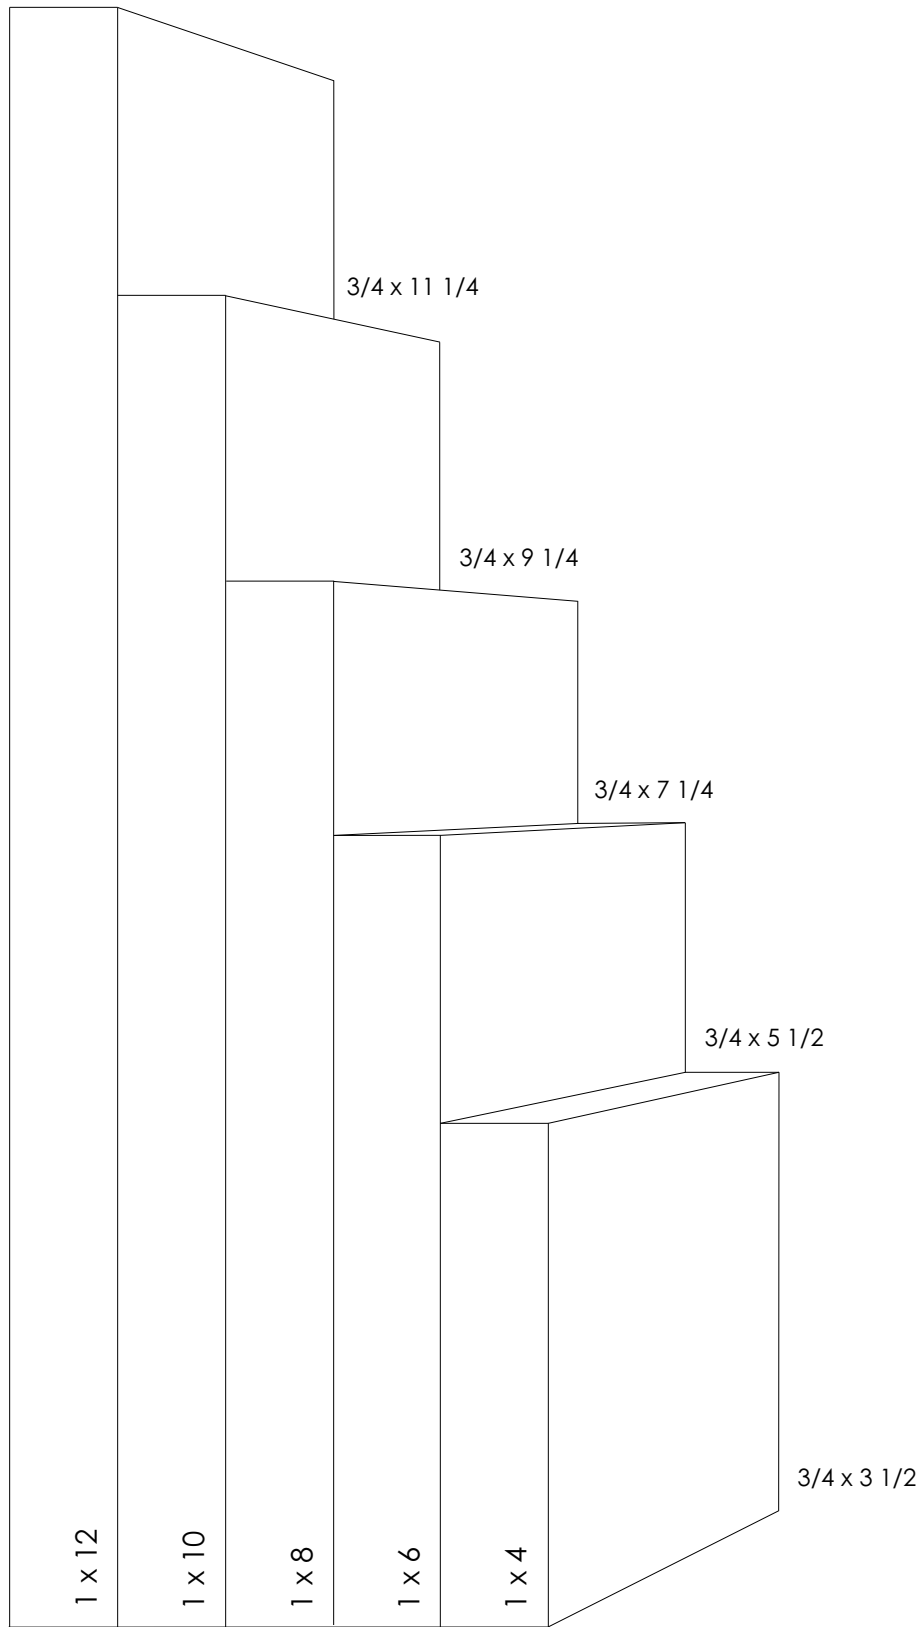 3/4 x 11 1/4
3/4 x 9 1/4
3/4 x 7 1/4
3/4 x 5 1/2
3/4 x 3 1/2
1 x 12
1 x 10
1 x 8
1 x 6
1 x 4